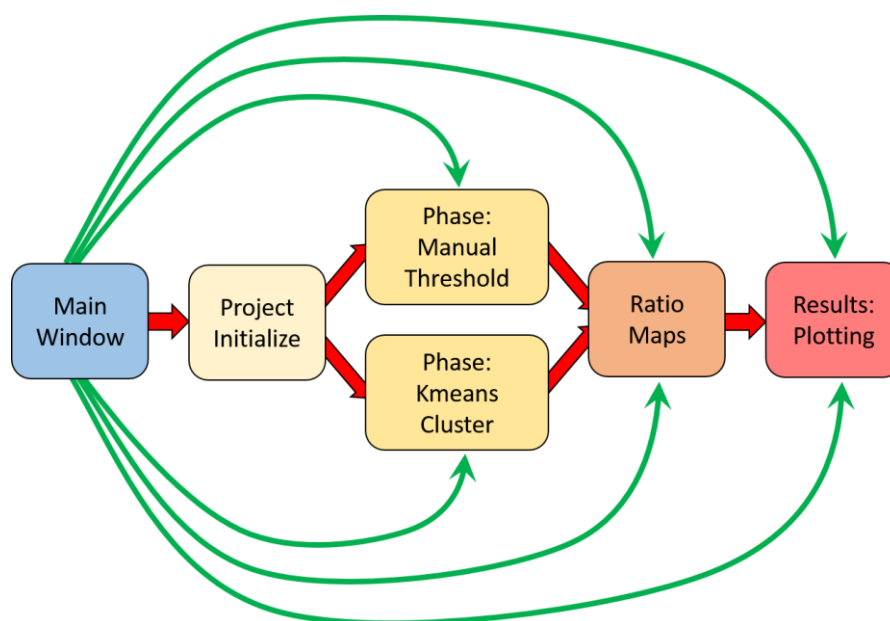 Main
Window
Project
Initialize
Phase:
Manual
Threshold
Phase:
Kmeans
Cluster
Ratio
Maps
Results:
Plotting